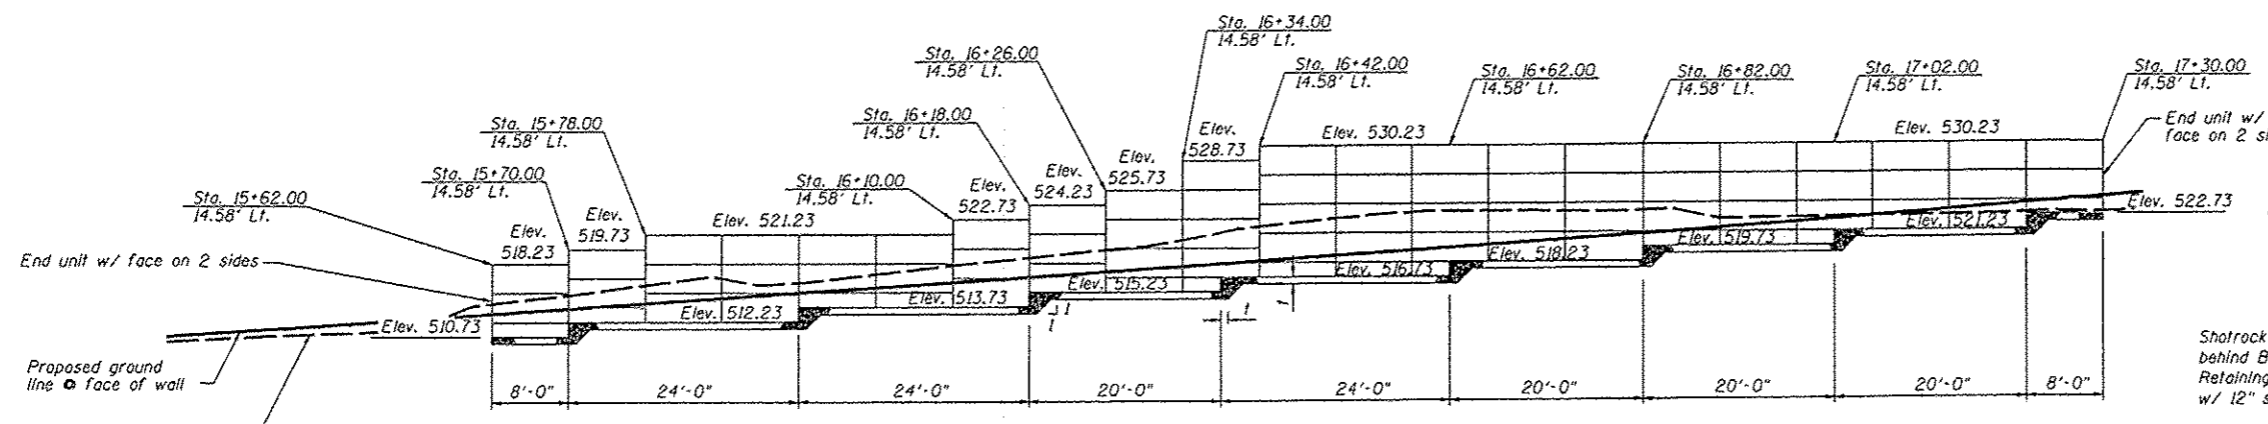 Sta. 16+34.00
14.58' Lt.
Sta. 16+26.00
14.58' Lt.
Sta. 16+42.00
14.58' Lt.
Sta. 16+62.00
14.58' Lt.
Sta. 16+82.00
14.58' Lt.
Sta. 17+02.00
14.58' Lt.
Sta. 17+30.00
14.58' Lt.
Sta. 15+78.00
14.58' Lt.
Sta. 16+18.00
14.58' Lt.
Elev.
528.73
Elev. 530.23
Elev. 530.23
End unit w/
face on 2 si
Sta. 15+70.00
14.58' Lt.
Sta. 16+10.00
14.58' Lt.
Elev.
522.73
Elev.
524.23
Elev.
525.73
Sta. 15+62.00
14.58' Lt.
Elev.
518.23
Elev.
519.73
Elev. 521.23
Elev. 522.73
End unit w/ face on 2 sides
Elev. 510.73
Elev. 512.23
Elev. 513.73
Elev. 515.23
Elev. 516.73
Elev. 518.23
Elev. 519.73
Elev. 521.23
1
1
1
1
Proposed ground
line @ face of wall
8'-0"
24'-0"
24'-0"
20'-0"
24'-0"
20'-0"
20'-0"
20'-0"
8'-0"
Shotrock
behind B
Retaining
w/ 12" s